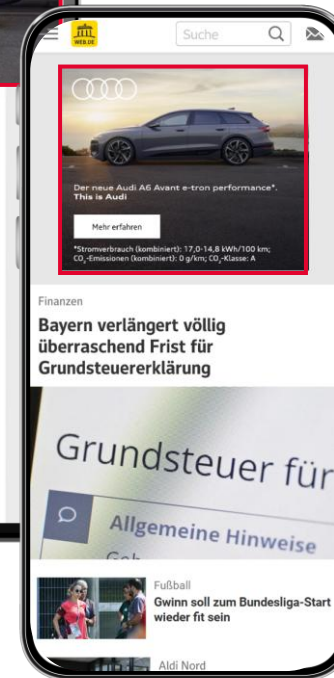 WEB.DE
Suche
Der neue Audi A6 Avant e-tron performance*.
This is Audi
Mehr erfahren
*Stromverbrauch (kombiniert): 17,0-14,8 kWh/100 km;
CO₂-Emissionen (kombiniert): 0 g/km; CO₂-Klasse: A
Finanzen
Bayern verlängert völlig
überraschend Frist für
Grundsteuererklärung
Grundsteuer für
Allgemeine Hinweise
Fußball
Gwinn soll zum Bundesliga-Start
wieder fit sein
Aldi Nord